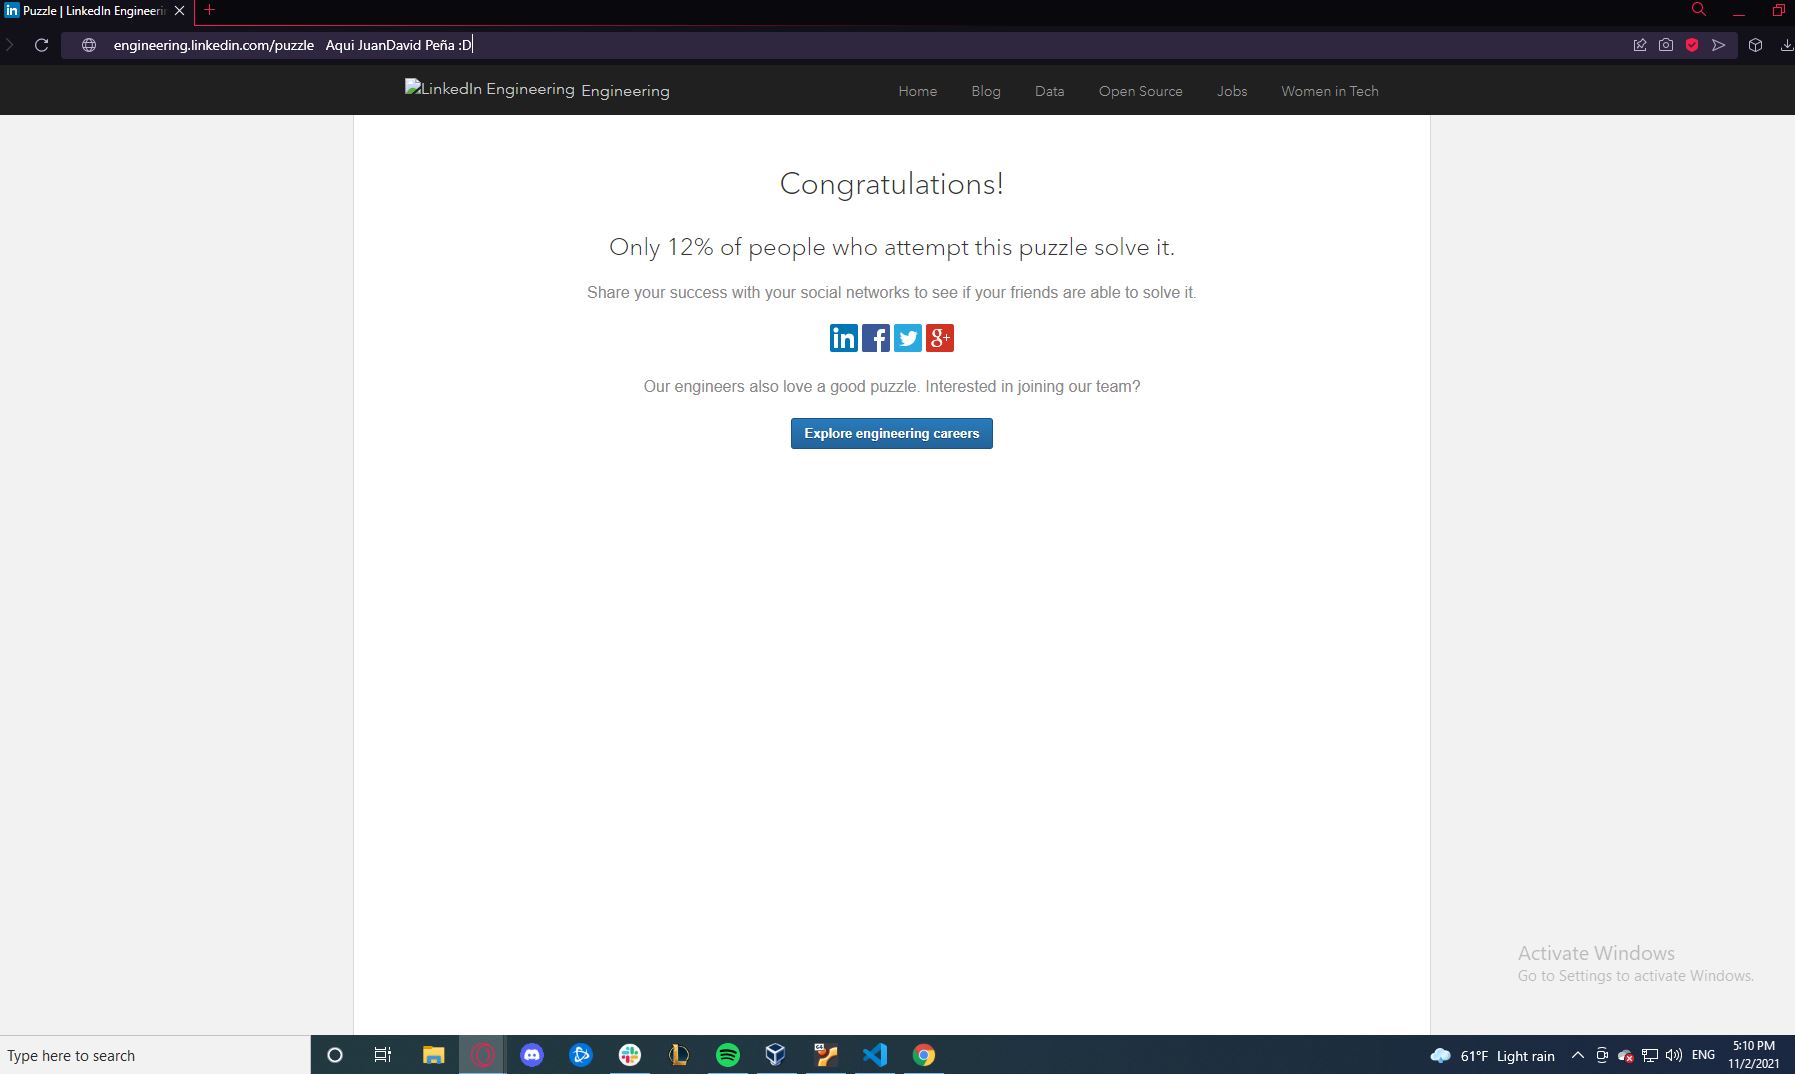 in Puzzle | LinkedIn Engineerin
engineering.linkedin.com/puzzle Aqui JuanDavid Peña :D
LinkedIn Engineering Engineering
Home Blog Data Open Source Jobs Women in Tech
Congratulations!
Only 12% of people who attempt this puzzle solve it.
Share your success with your social networks to see if your friends are able to solve it.
in f g+
Our engineers also love a good puzzle. Interested in joining our team?
Explore engineering careers
Activate Windows
Go to Settings to activate Windows.
Type here to search
61°F Light rain
ENG
5:10 PM
11/2/2021